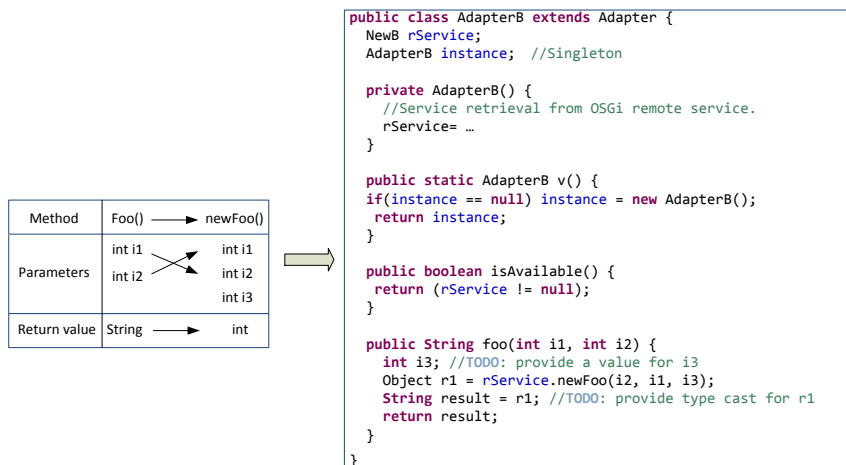 Method Foo() newFoo()
Parameters
int i1 int i1
int i2 int i2
int i3
Return value String int
public class AdapterB extends Adapter {
NewB rService;
AdapterB instance; //Singleton
private AdapterB() {
//Service retrieval from OSGi remote service.
rService= …
}
public static AdapterB v() {
if(instance == null) instance = new AdapterB();
return instance;
}
public boolean isAvailable() {
return (rService != null);
}
public String foo(int i1, int i2) {
int i3; //TODO: provide a value for i3
Object r1 = rService.newFoo(i2, i1, i3);
String result = r1; //TODO: provide type cast for r1
return result;
}
}